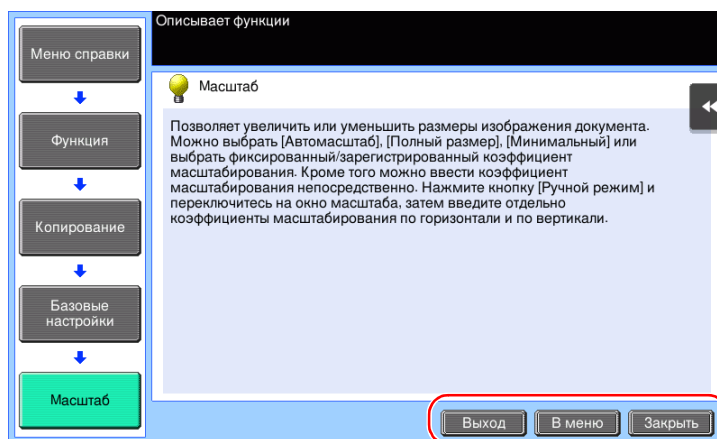 Описывает функции
Меню справки
Функция
Копирование
Базовые
настройки
Масштаб
Масштаб
Позволяет увеличить или уменьшить размеры изображения документа.
Можно выбрать [Автомасштаб], [Полный размер], [Минимальный] или
выбрать фиксированный/зарегистрированный коэффициент
масштабирования. Кроме того можно ввести коэффициент
масштабирования непосредственно. Нажмите кнопку [Ручной режим] и
переключитесь на окно масштаба, затем введите отдельно
коэффициенты масштабирования по горизонтали и по вертикали.
Выход
В меню
Закрыть